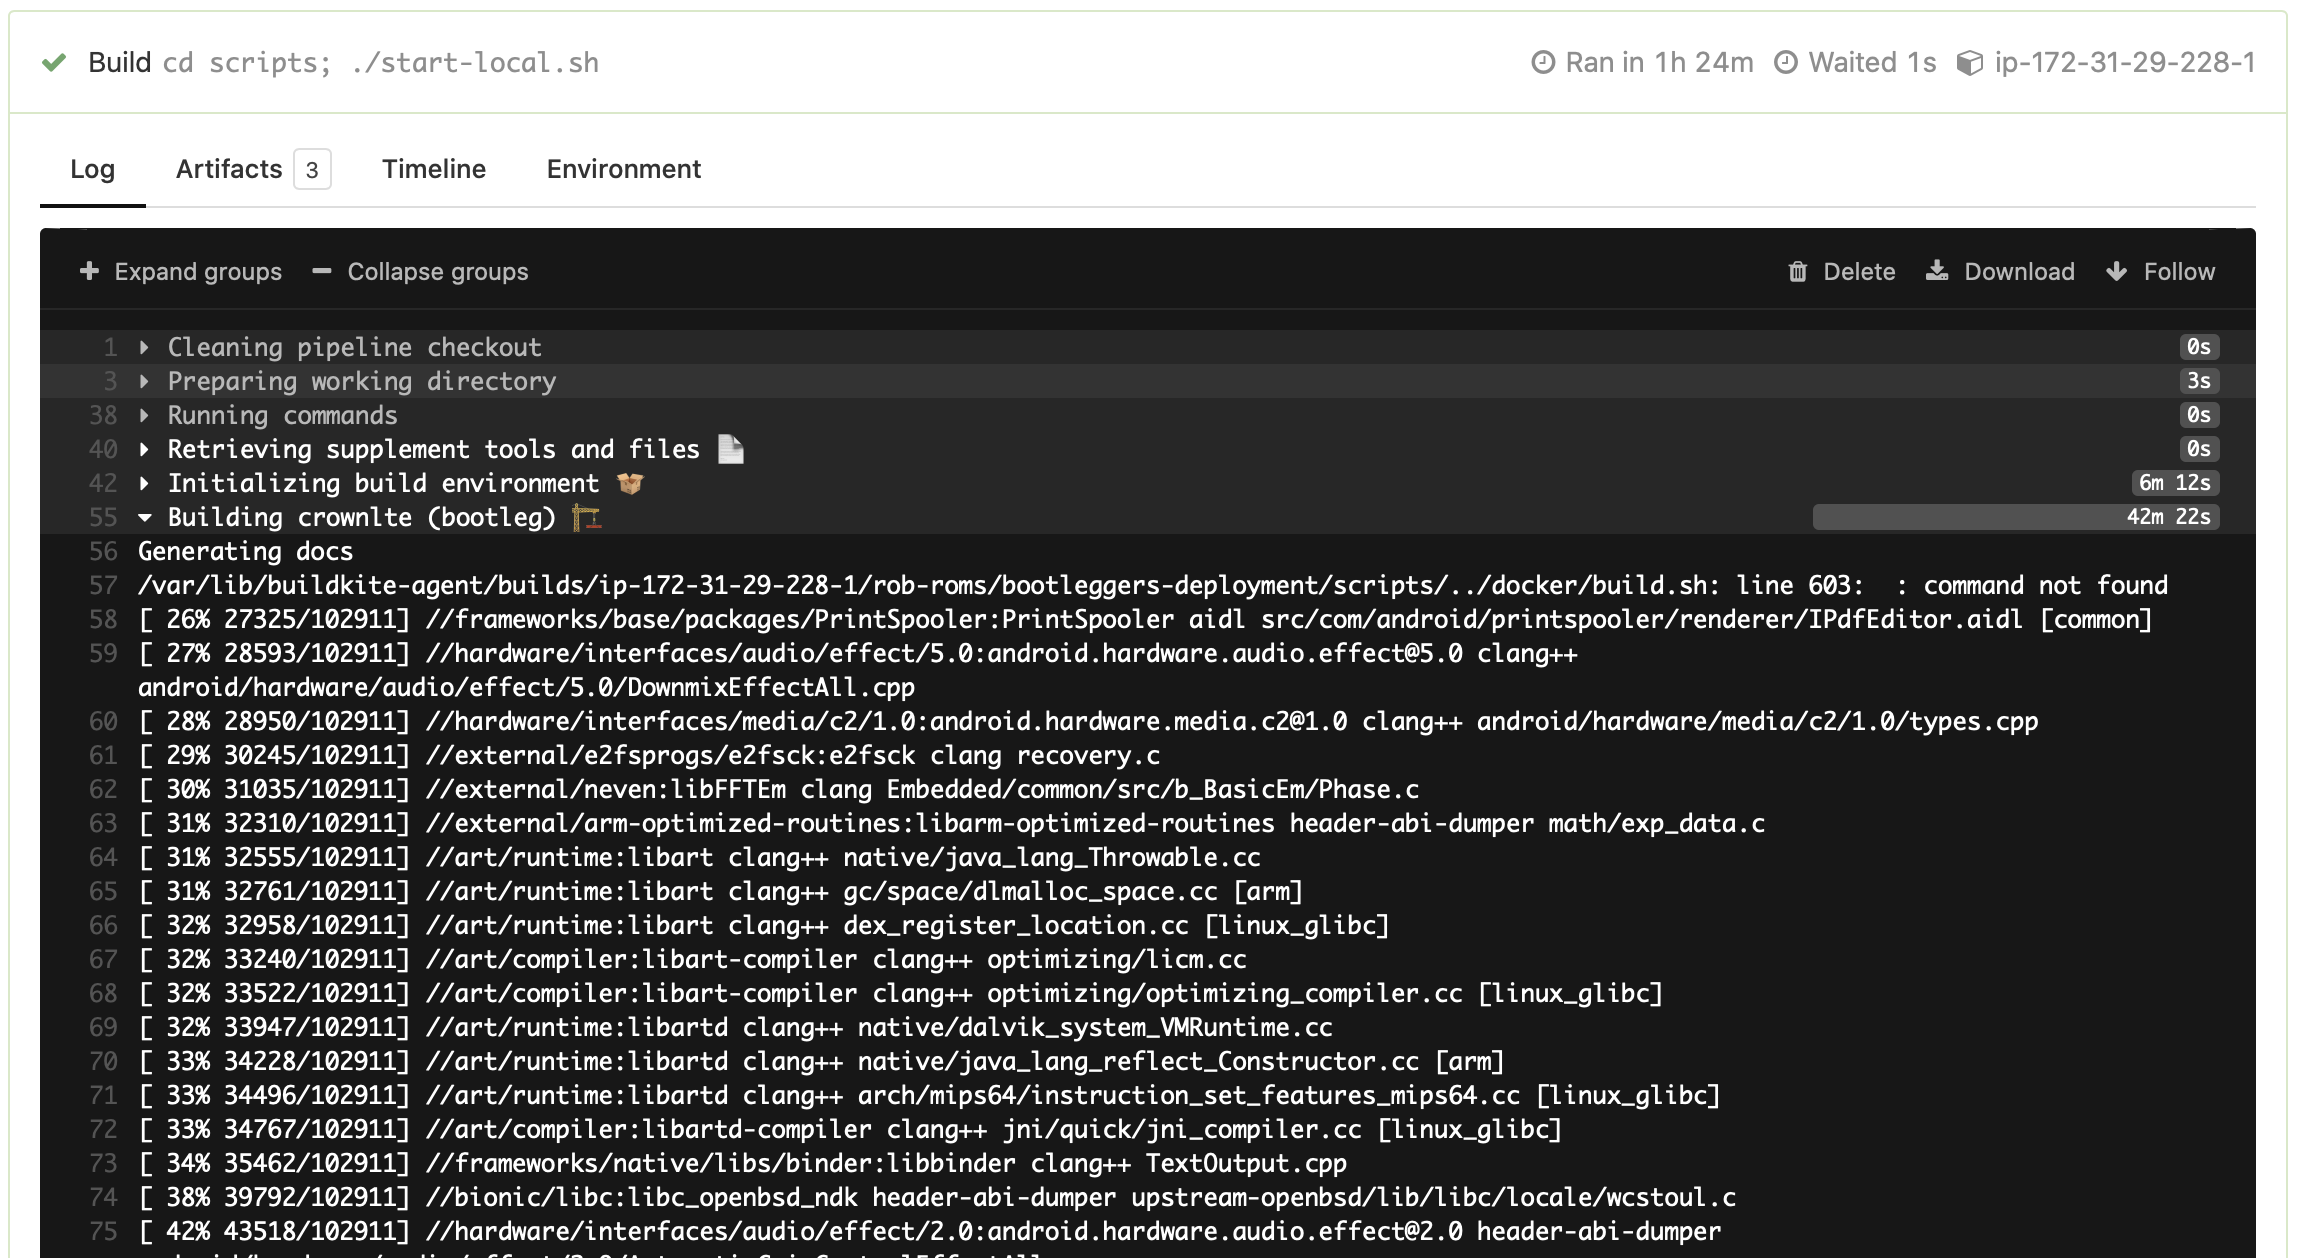 Build cd scripts; ./start-local.sh Ran in 1h 24m Waited 1s ip-172-31-29-228-1
Log Artifacts 3 Timeline Environment
Expand groups Collapse groups Delete Download Follow
1 Cleaning pipeline checkout 0s
3 Preparing working directory 3s
38 Running commands 0s
40 Retrieving supplement tools and files 0s
42 Initializing build environment 6m 12s
55 Building crownlte (bootleg) 42m 22s
56 Generating docs
57 /var/lib/buildkite-agent/builds/ip-172-31-29-228-1/rob-roms/bootleggers-deployment/scripts/../docker/build.sh: line 603:  : command not found
58 [ 26% 27325/102911] //frameworks/base/packages/PrintSpooler:PrintSpooler aidl src/com/android/printspooler/renderer/IPdfEditor.aidl [common]
59 [ 27% 28593/102911] //hardware/interfaces/audio/effect/5.0:android.hardware.audio.effect@5.0 clang++
android/hardware/audio/effect/5.0/DownmixEffectAll.cpp
60 [ 28% 28950/102911] //hardware/interfaces/media/c2/1.0:android.hardware.media.c2@1.0 clang++ android/hardware/media/c2/1.0/types.cpp
61 [ 29% 30245/102911] //external/e2fsprogs/e2fsck:e2fsck clang recovery.c
62 [ 30% 31035/102911] //external/neven:libFFTEm clang Embedded/common/src/b_BasicEm/Phase.c
63 [ 31% 32310/102911] //external/arm-optimized-routines:libarm-optimized-routines header-abi-dumper math/exp_data.c
64 [ 31% 32555/102911] //art/runtime:libart clang++ native/java_lang_Throwable.cc
65 [ 31% 32761/102911] //art/runtime:libart clang++ gc/space/dlmalloc_space.cc [arm]
66 [ 32% 32958/102911] //art/runtime:libart clang++ dex_register_location.cc [linux_glibc]
67 [ 32% 33240/102911] //art/compiler:libart-compiler clang++ optimizing/licm.cc
68 [ 32% 33522/102911] //art/compiler:libart-compiler clang++ optimizing/optimizing_compiler.cc [linux_glibc]
69 [ 32% 33947/102911] //art/runtime:libartd clang++ native/dalvik_system_VMRuntime.cc
70 [ 33% 34228/102911] //art/runtime:libartd clang++ native/java_lang_reflect_Constructor.cc [arm]
71 [ 33% 34496/102911] //art/runtime:libartd clang++ arch/mips64/instruction_set_features_mips64.cc [linux_glibc]
72 [ 33% 34767/102911] //art/compiler:libartd-compiler clang++ jni/quick/jni_compiler.cc [linux_glibc]
73 [ 34% 35462/102911] //frameworks/native/libs/binder:libbinder clang++ TextOutput.cpp
74 [ 38% 39792/102911] //bionic/libc:libc_openbsd_ndk header-abi-dumper upstream-openbsd/lib/libc/locale/wcstoul.c
75 [ 42% 43518/102911] //hardware/interfaces/audio/effect/2.0:android.hardware.audio.effect@2.0 header-abi-dumper